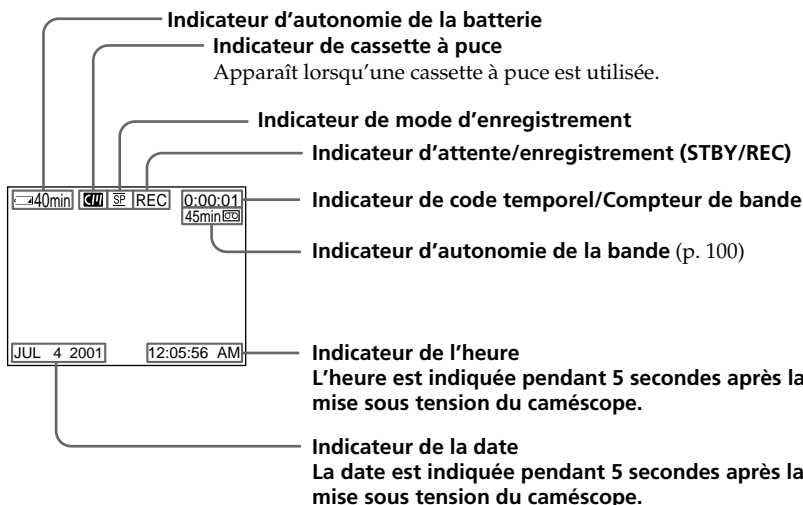 Indicateur d’autonomie de la batterie
Indicateur de cassette à puce
Apparaît lorsqu’une cassette à puce est utilisée.
Indicateur de mode d’enregistrement
Indicateur d’attente/enregistrement (STBY/REC)
40min CM SP REC 0:00:01
Indicateur de code temporel/Compteur de bande
45min
Indicateur d’autonomie de la bande (p. 100)
JUL 4 2001 12:05:56 AM
Indicateur de l’heure
L’heure est indiquée pendant 5 secondes après la
mise sous tension du caméscope.
Indicateur de la date
La date est indiquée pendant 5 secondes après la
mise sous tension du caméscope.